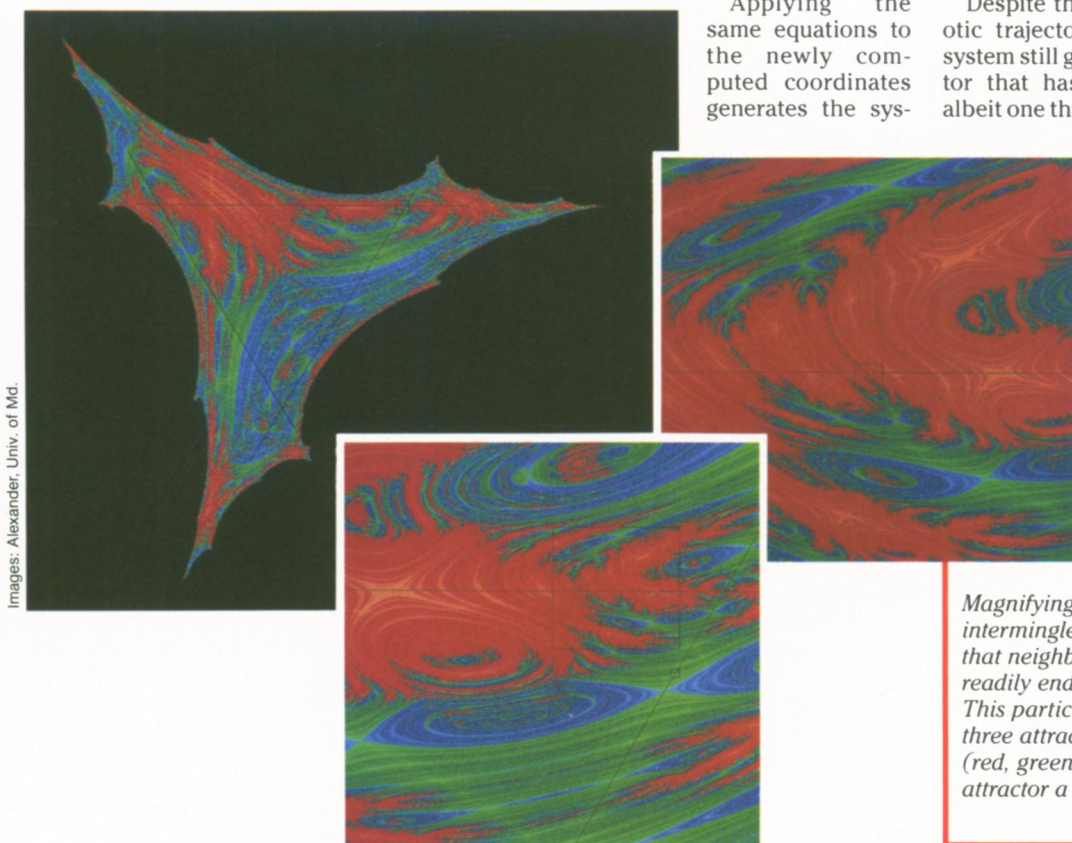 Applying the
same equations to
the newly com-
puted coordinates
generates the sys-
Despite th
otic trajecto
system still g
tor that has
albeit one th
Images: Alexander, Univ. of Md.
Magnifying
intermingle
that neighb
readily end
This partic
three attrac
(red, green
attractor a